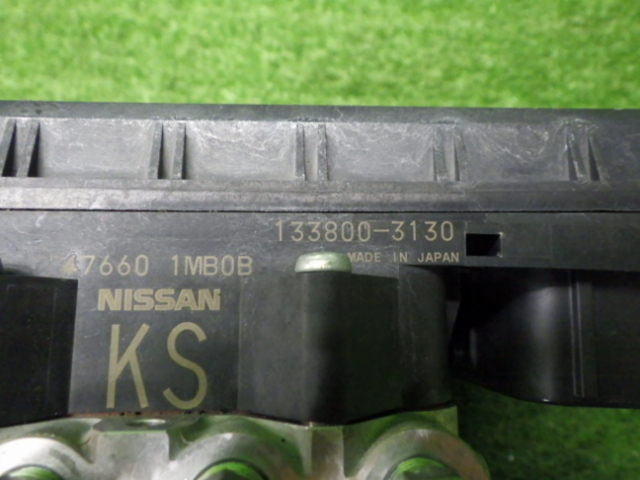 133800-3130
47660 1MB0B
MADE IN JAPAN
NISSAN
KS